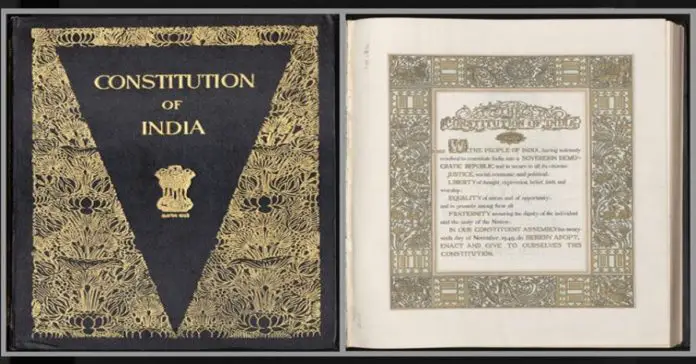 CONSTITUTION
OF
INDIA
सत्यमेव जयते
CONSTITUTION OF INDIA
WE, THE PEOPLE OF INDIA, having solemnly
resolved to constitute India into a SOVEREIGN DEMO-
CRATIC REPUBLIC and to secure to all its citizens:
JUSTICE, social, economic and political;
LIBERTY of thought, expression, belief, faith and
worship;
EQUALITY of status and of opportunity;
and to promote among them all
FRATERNITY assuring the dignity of the individual
and the unity of the Nation;
IN OUR CONSTITUENT ASSEMBLY this twenty-
sixth day of November, 1949, do HEREBY ADOPT,
ENACT AND GIVE TO OURSELVES THIS
CONSTITUTION.